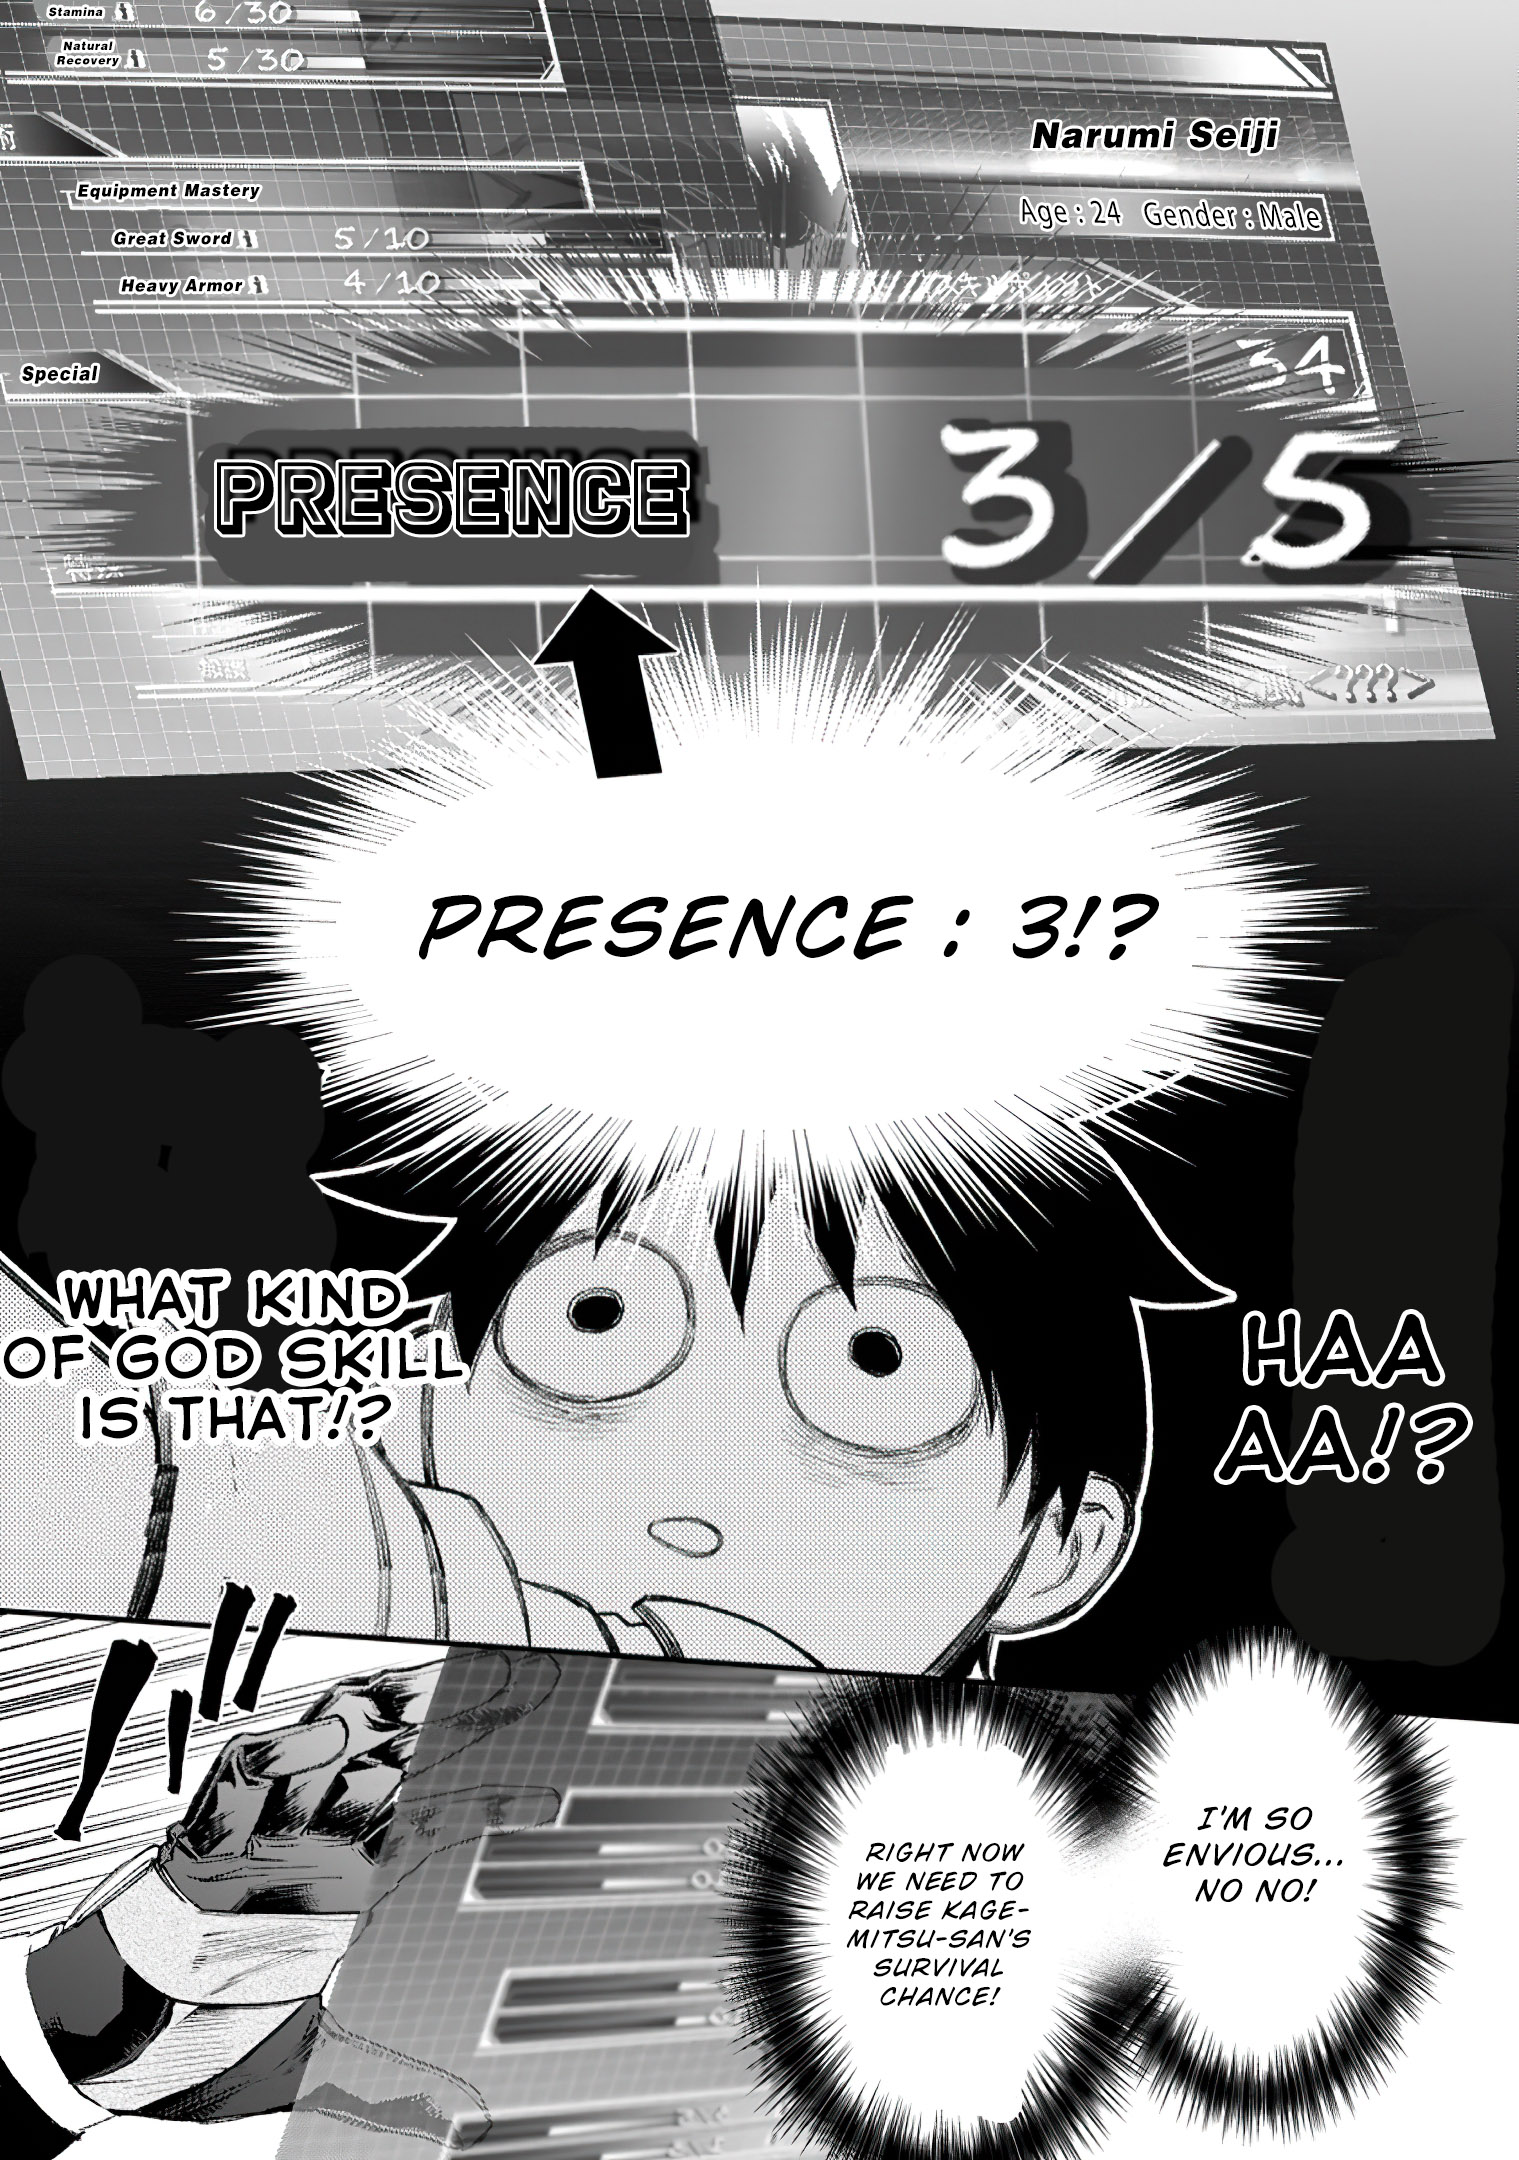 Stamina 6/30
Natural
Recovery 5/30
術
Narumi Seiji
Age : 24 Gender : Male
Equipment Mastery
Great Sword 5/10
Heavy Armor 4/10
34
Special
PRESENCE 3/5
???
PRESENCE : 3!?
HAA
AA!?
WHAT KIND
OF GOD SKILL
IS THAT!?
I'M SO
ENVIOUS...
NO NO!
RIGHT NOW
WE NEED TO
RAISE KAGE-
MITSU-SAN'S
SURVIVAL
CHANCE!